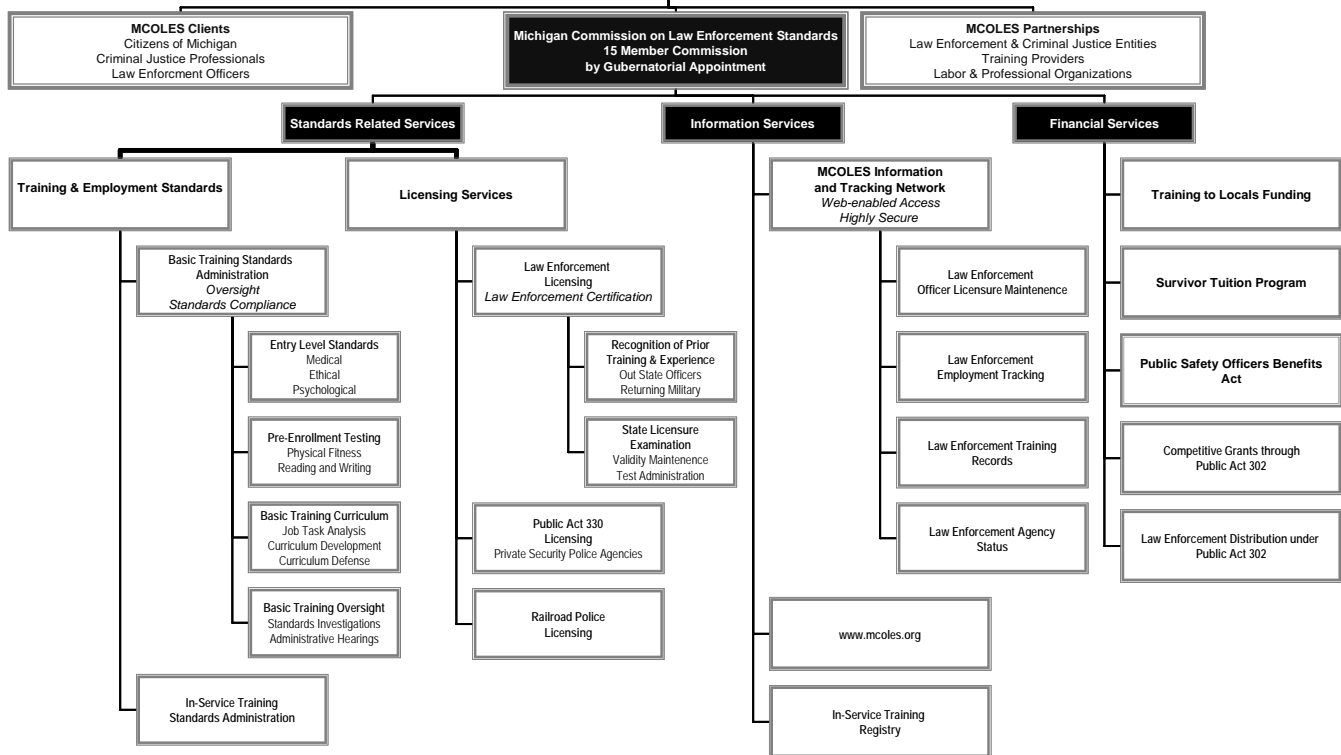 MCOLES Clients
Citizens of Michigan
Criminal Justice Professionals
Law Enforcment Officers
Michigan Commission on Law Enforcement Standards
15 Member Commission
by Gubernatorial Appointment
MCOLES Partnerships
Law Enforcement & Criminal Justice Entities
Training Providers
Labor & Professional Organizations
Standards Related Services
Information Services
Financial Services
Training & Employment Standards
Licensing Services
MCOLES Information
and Tracking Network
Web-enabled Access
Highly Secure
Training to Locals Funding
Basic Training Standards
Administration
Oversight
Standards Compliance
Law Enforcement
Licensing
Law Enforcement Certification
Law Enforcement
Officer Licensure Maintenence
Survivor Tuition Program
Entry Level Standards
Medical
Ethical
Psychological
Recognition of Prior
Training & Experience
Out State Officers
Returning Military
Law Enforcement
Employment Tracking
Public Safety Officers Benefits
Act
Pre-Enrollment Testing
Physical Fitness
Reading and Writing
State Licensure
Examination
Validity Maintenence
Test Administration
Law Enforcement Training
Records
Competitive Grants through
Public Act 302
Basic Training Curriculum
Job Task Analysis
Curriculum Development
Curriculum Defense
Public Act 330
Licensing
Private Security Police Agencies
Law Enforcement Agency
Status
Law Enforcement Distribution under
Public Act 302
Basic Training Oversight
Standards Investigations
Administrative Hearings
Railroad Police
Licensing
www.mcoles.org
In-Service Training
Standards Administration
In-Service Training
Registry